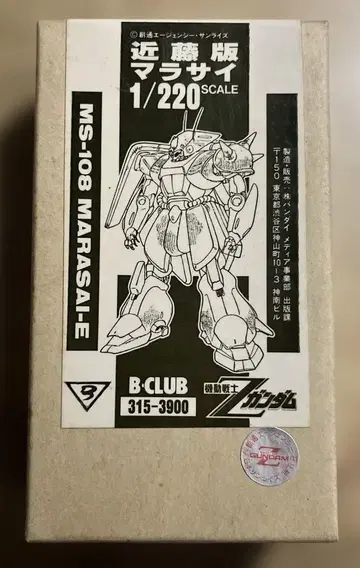 ©創通エージェンシー・サンライズ
近藤版
マラサイ
1/220 SCALE
MS-108 MARASAI-E
製造・販売:㈱バンダイ メディア事業部 出版課
〒150 東京都渋谷区神山町10-3 神南ビル
3
B-CLUB
315-3900
機動戦士
Zガンダム
Z
GUNDAM